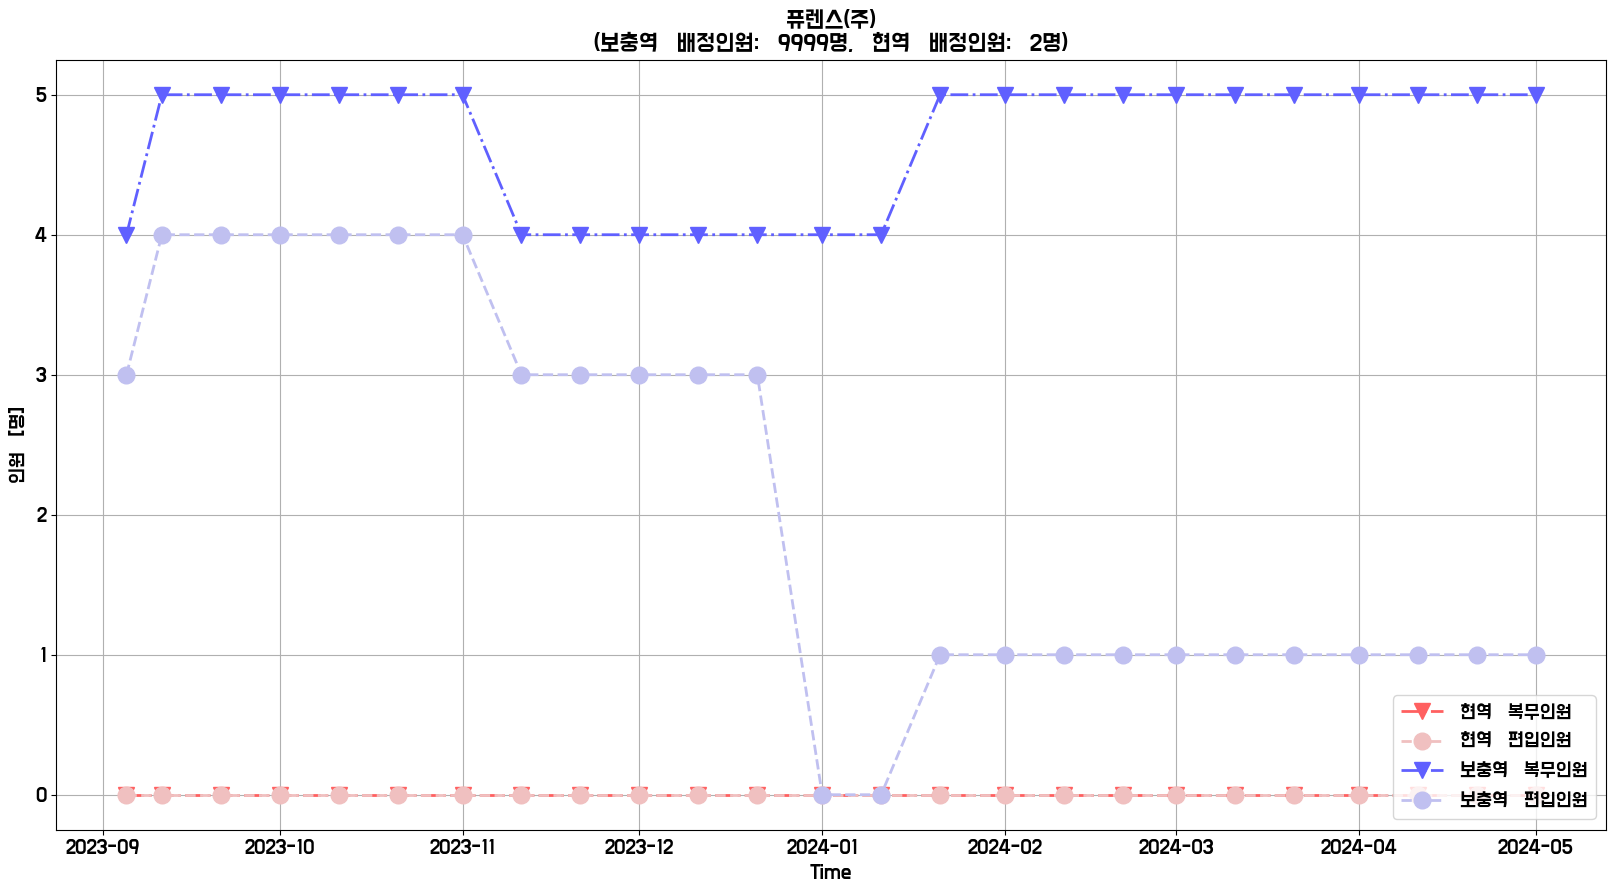 퓨렌스(주)
(보충역 배정인원: 9999명, 현역 배정인원: 2명)
5
4
3
2
1
0
인원 [명]
2023-09 2023-10 2023-11 2023-12 2024-01 2024-02 2024-03 2024-04 2024-05
Time
현역 복무인원
현역 편입인원
보충역 복무인원
보충역 편입인원